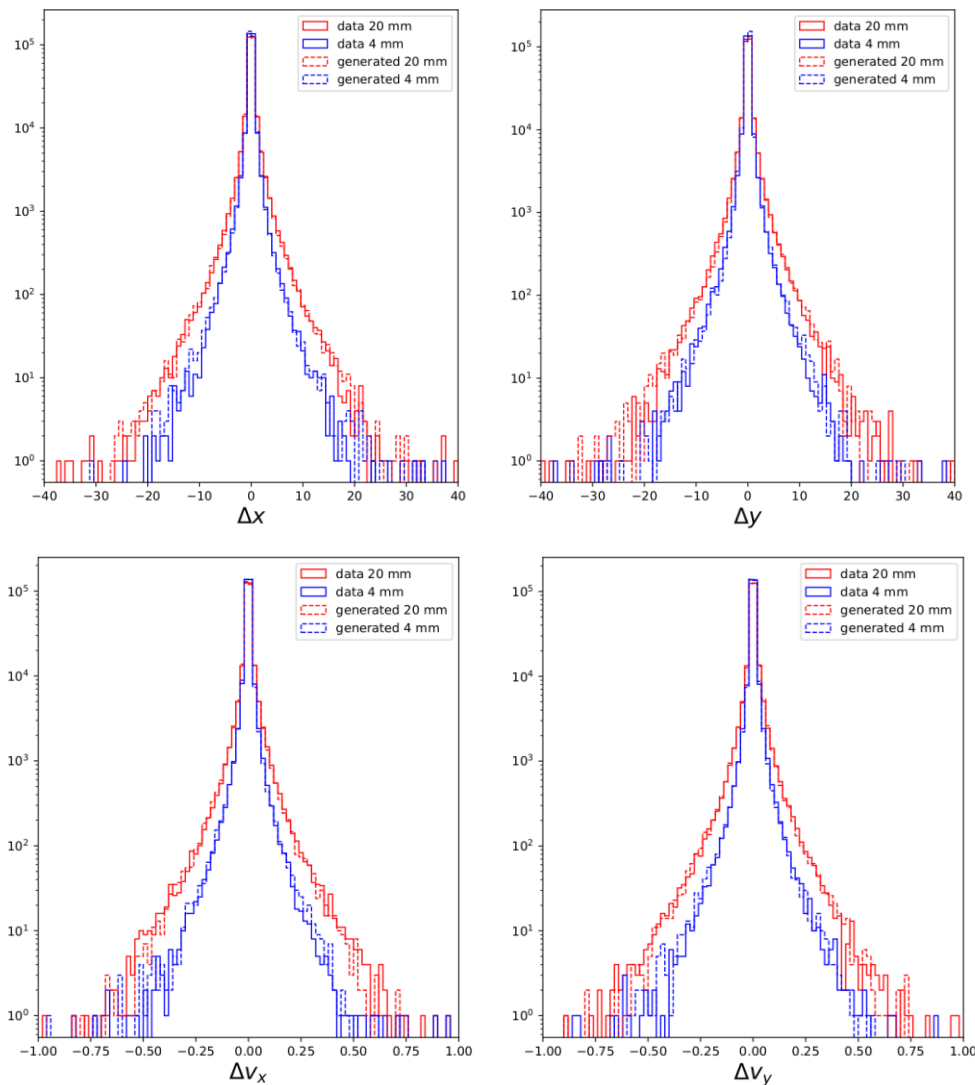 data 20 mm
data 4 mm
generated 20 mm
generated 4 mm
10⁵
10⁴
10³
10²
10¹
10⁰
−40 −30 −20 −10 0 10 20 30 40
Δx
data 20 mm
data 4 mm
generated 20 mm
generated 4 mm
10⁵
10⁴
10³
10²
10¹
10⁰
−40 −30 −20 −10 0 10 20 30 40
Δy
data 20 mm
data 4 mm
generated 20 mm
generated 4 mm
10⁵
10⁴
10³
10²
10¹
10⁰
−1.00 −0.75 −0.50 −0.25 0.00 0.25 0.50 0.75 1.00
Δvₓ
data 20 mm
data 4 mm
generated 20 mm
generated 4 mm
10⁵
10⁴
10³
10²
10¹
10⁰
−1.00 −0.75 −0.50 −0.25 0.00 0.25 0.50 0.75 1.00
Δv_y